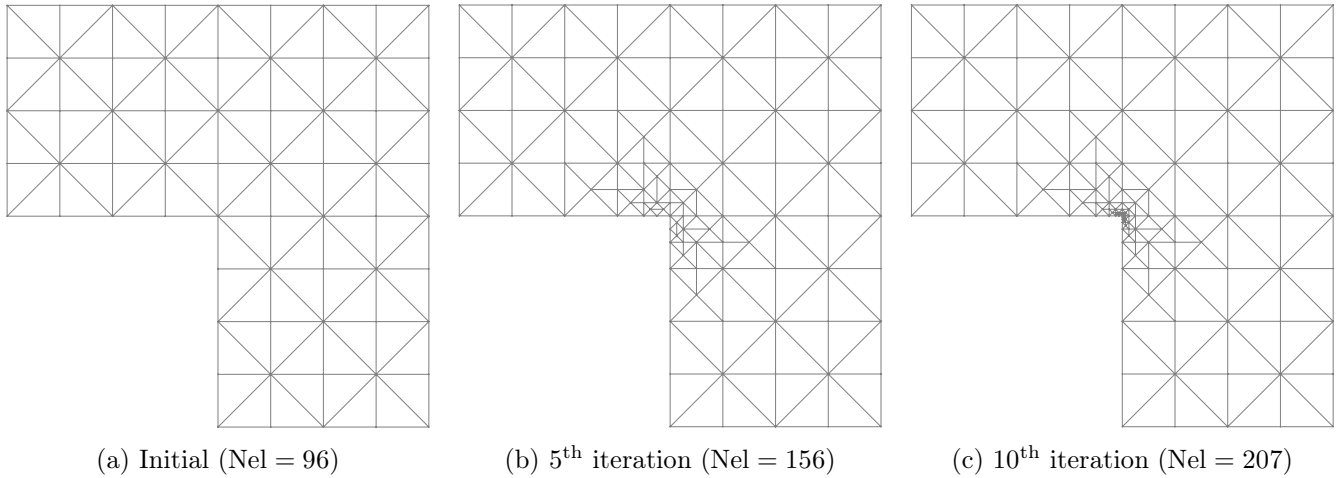 (a) Initial (Nel = 96)
(b) 5th iteration (Nel = 156)
(c) 10th iteration (Nel = 207)